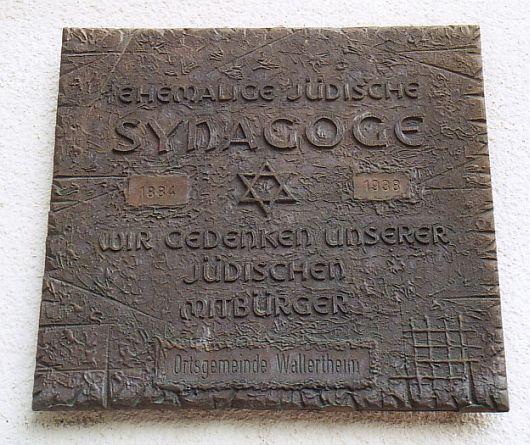 EHEMALIGE JÜDISCHE
SYNAGOGE
1884 1938
WIR GEDENKEN UNSERER
JÜDISCHEN
MITBÜRGER
Ortsgemeinde Wallertheim